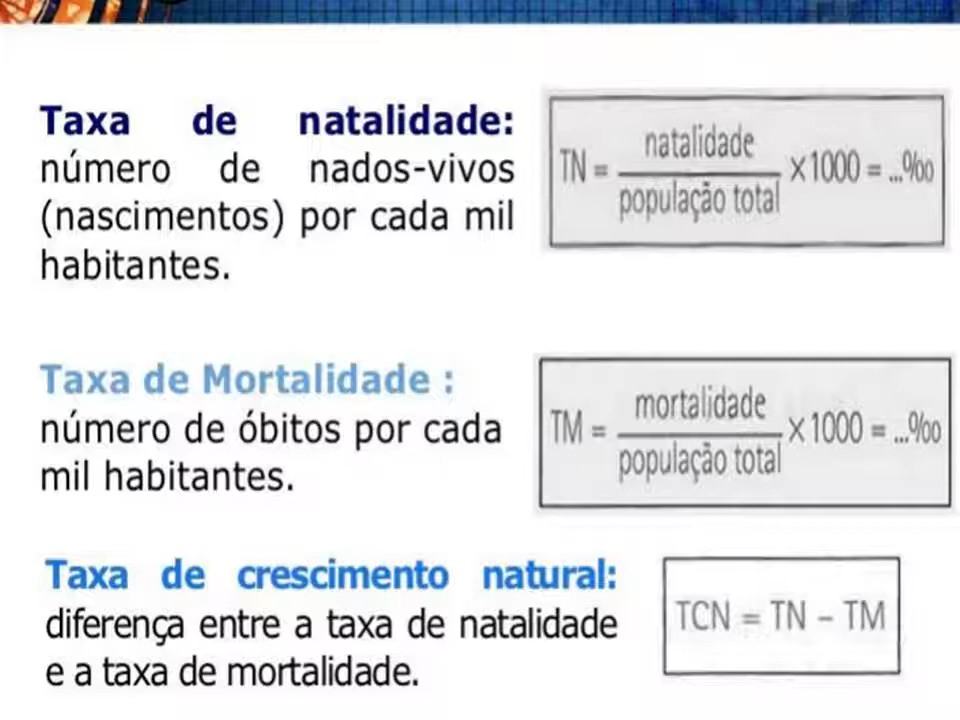 Taxa de natalidade:
número de nados-vivos
(nascimentos) por cada mil
habitantes.
TN = natalidade / população total ×1000 = ...‰
Taxa de Mortalidade :
número de óbitos por cada
mil habitantes.
TM = mortalidade / população total ×1000 = ...‰
Taxa de crescimento natural:
diferença entre a taxa de natalidade
e a taxa de mortalidade.
TCN = TN – TM